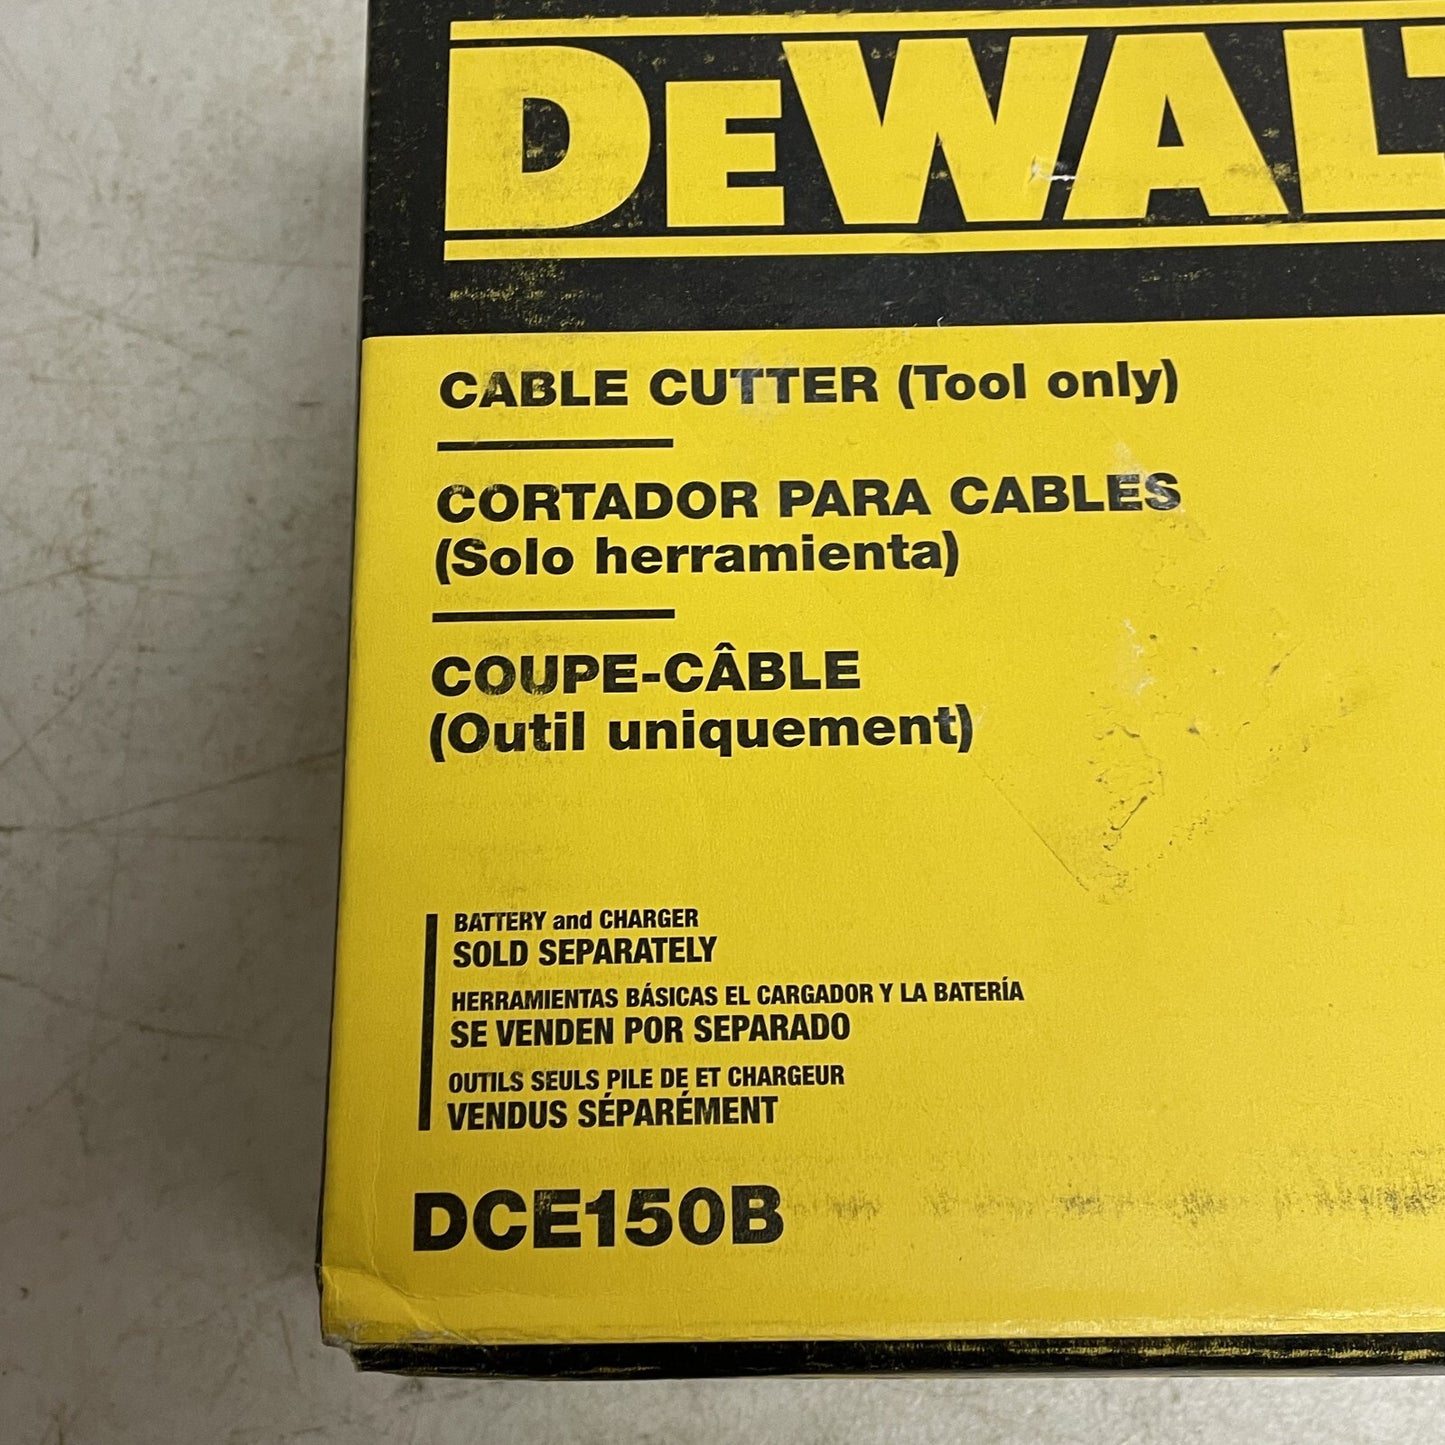 DEWALT
CABLE CUTTER (Tool only)
CORTADOR PARA CABLES
(Solo herramienta)
COUPE-CÂBLE
(Outil uniquement)
BATTERY and CHARGER
SOLD SEPARATELY
HERRAMIENTAS BÁSICAS EL CARGADOR Y LA BATERÍA
SE VENDEN POR SEPARADO
OUTILS SEULS PILE DE ET CHARGEUR
VENDUS SÉPARÉMENT
DCE150B